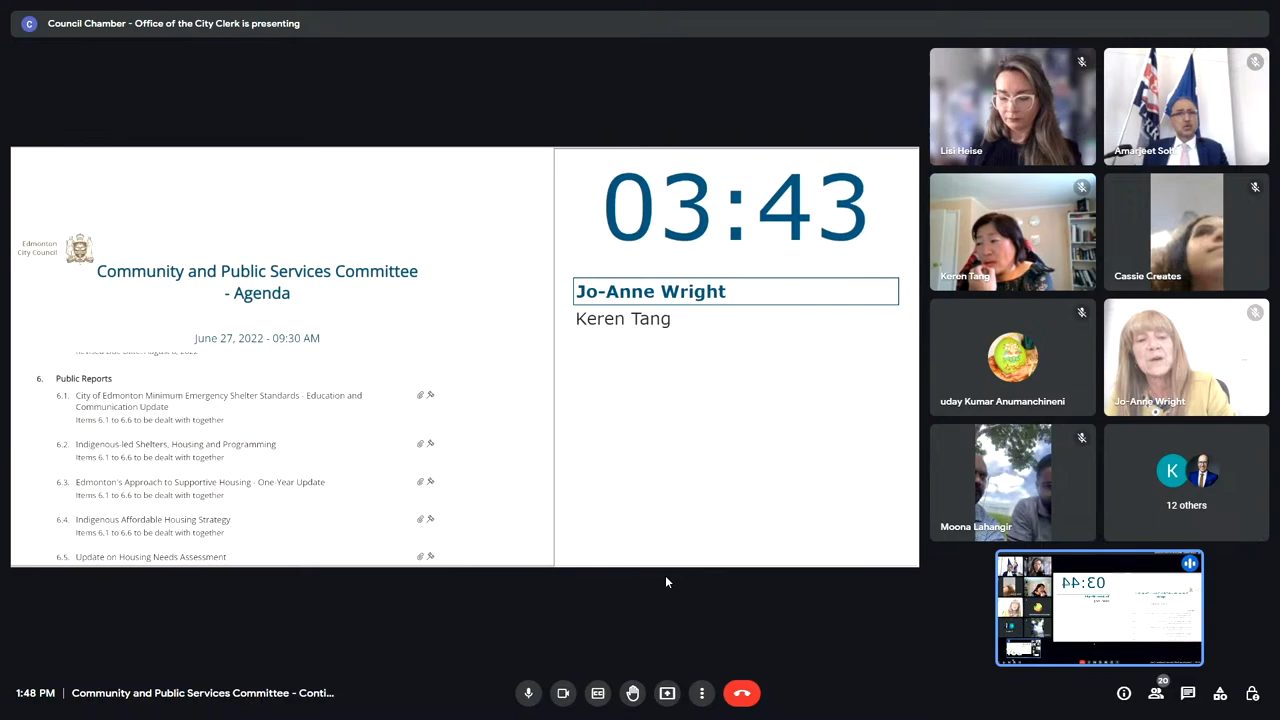 C Council Chamber - Office of the City Clerk is presenting
Edmonton
City Council
Community and Public Services Committee
- Agenda
June 27, 2022 - 09:30 AM
6. Public Reports
6.1. City of Edmonton Minimum Emergency Shelter Standards - Education and
Communication Update
Items 6.1 to 6.6 to be dealt with together
6.2. Indigenous-led Shelters, Housing and Programming
Items 6.1 to 6.6 to be dealt with together
6.3. Edmonton's Approach to Supportive Housing - One-Year Update
Items 6.1 to 6.6 to be dealt with together
6.4. Indigenous Affordable Housing Strategy
Items 6.1 to 6.6 to be dealt with together
6.5. Update on Housing Needs Assessment
03:43
Jo-Anne Wright
Keren Tang
Lisi Heise
Amarjeet Sohi
Keren Tang
Cassie Creates
uday Kumar Anumanchineni
Jo-Anne Wright
Moona Lahangir
K
12 others
03:44
1:48 PM | Community and Public Services Committee - Conti...
20